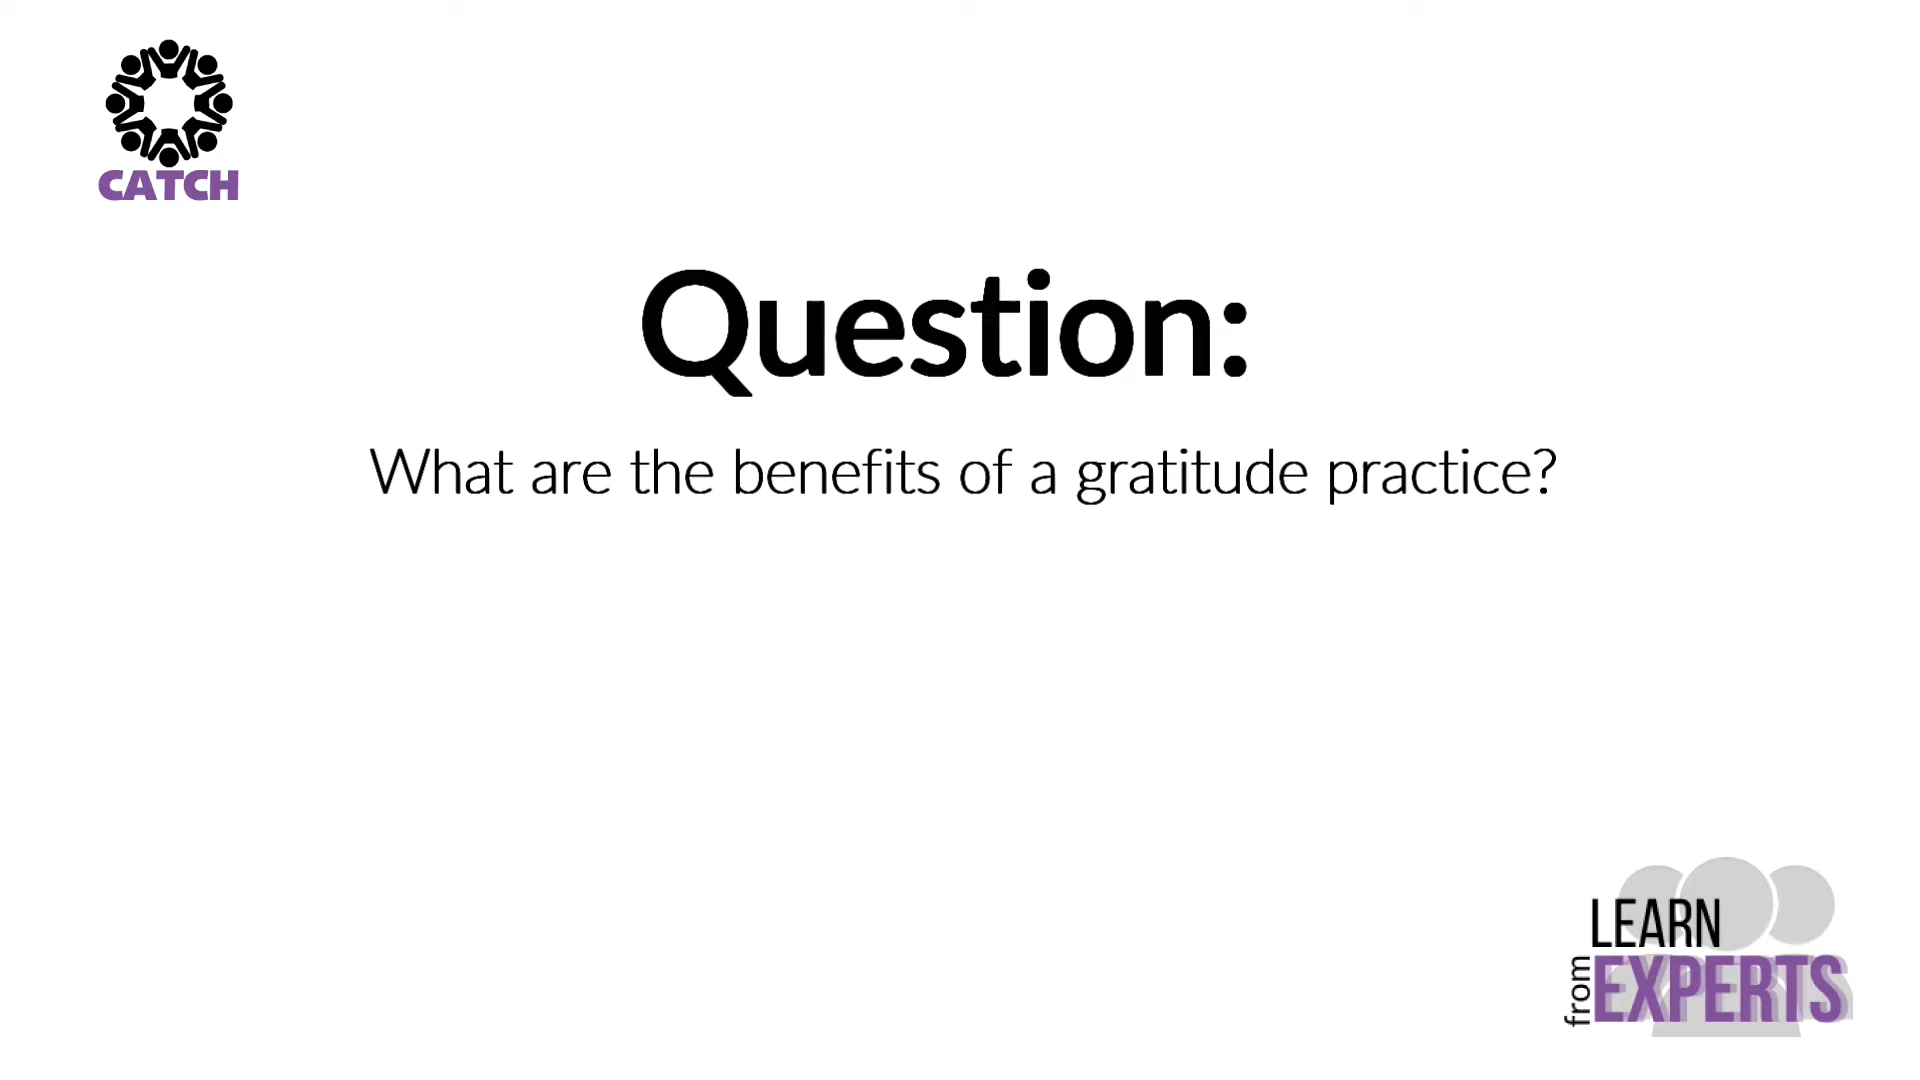 CATCH
Question:
What are the benefits of a gratitude practice?
LEARN
from
EXPERTS